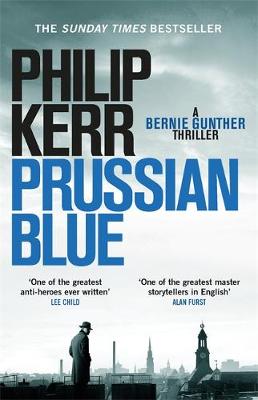 THE SUNDAY TIMES BESTSELLER
PHILIP
KERR
A
BERNIE GUNTHER
THRILLER
PRUSSIAN
BLUE
‘One of the greatest
anti-heroes ever written’
LEE CHILD
‘One of the greatest master
storytellers in English’
ALAN FURST